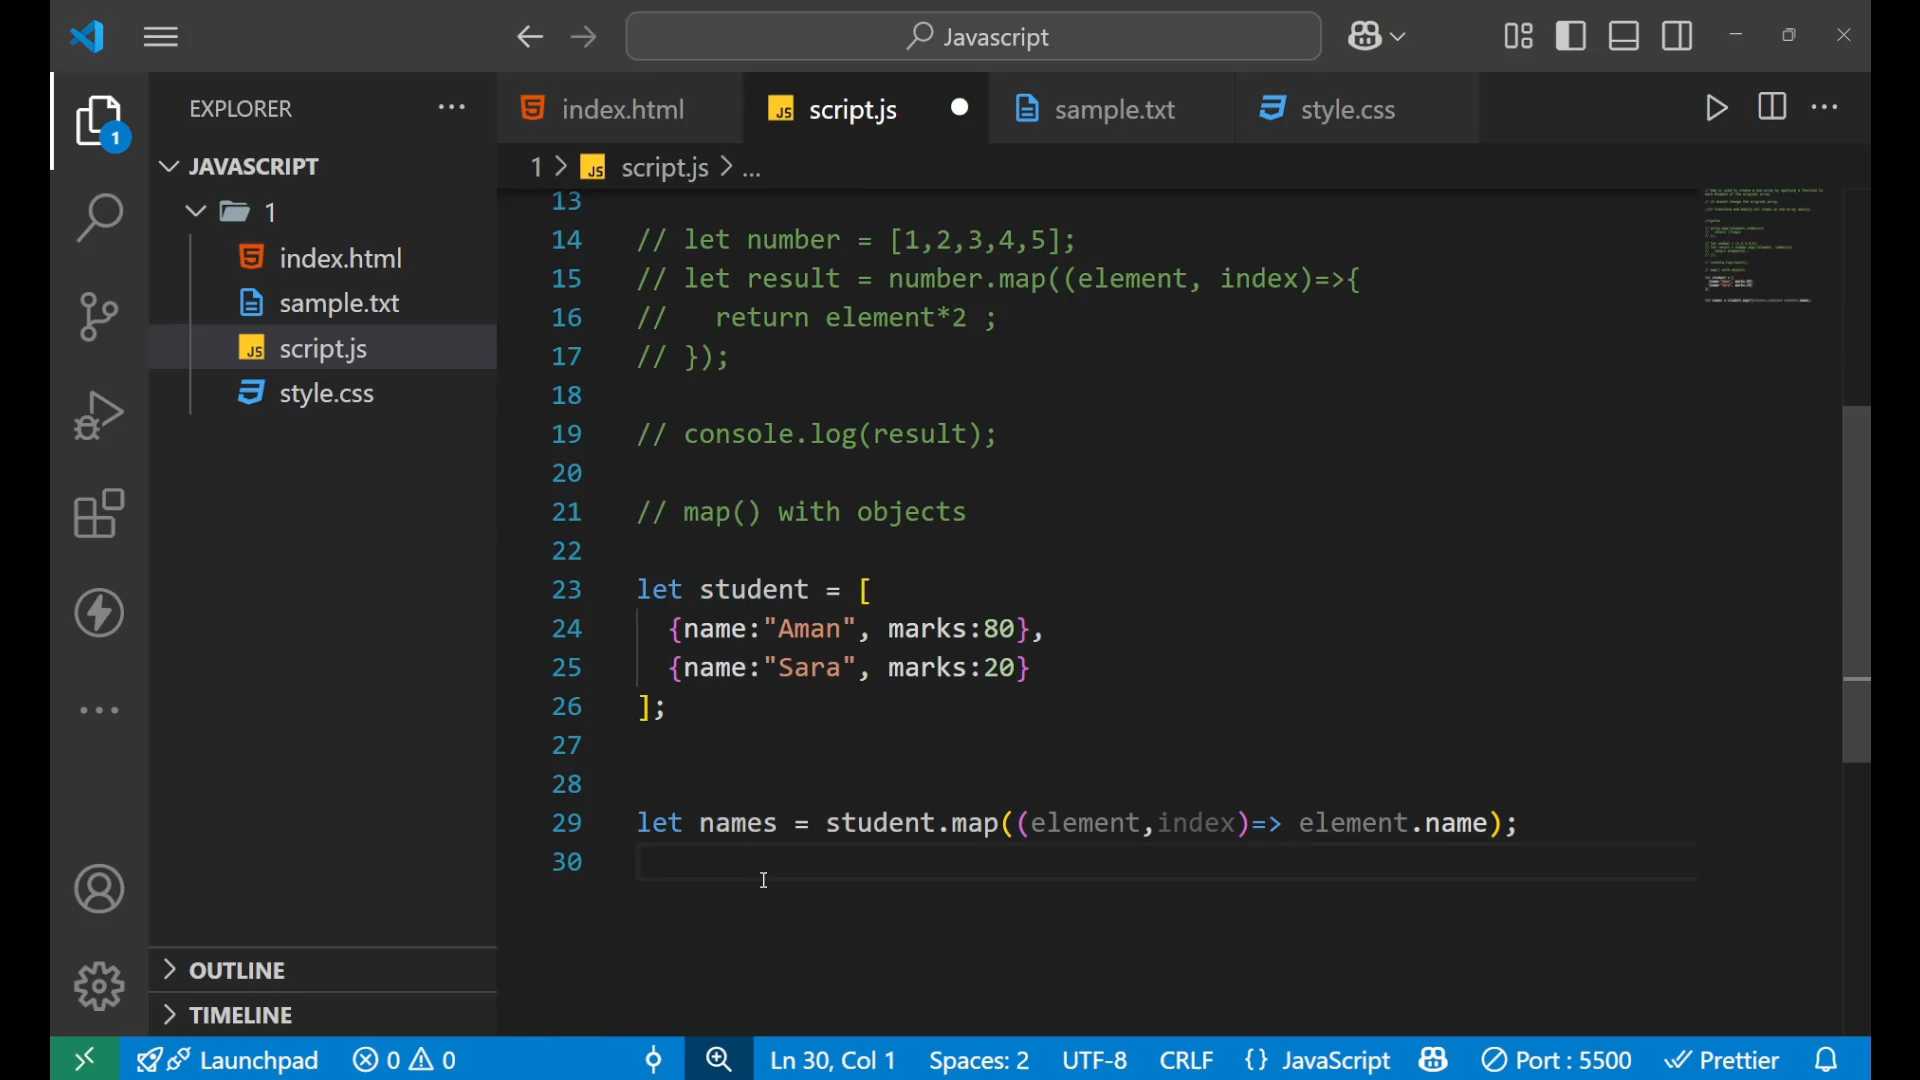 Javascript
EXPLORER
1
JAVASCRIPT
1
index.html
sample.txt
script.js
style.css
OUTLINE
TIMELINE
index.html
script.js
sample.txt
style.css
1 > script.js > ...
13
14 // let number = [1,2,3,4,5];
15 // let result = number.map((element, index)=>{
16 //   return element*2 ;
17 // });
18
19 // console.log(result);
20
21 // map() with objects
22
23 let student = [
24   {name:"Aman", marks:80},
25   {name:"Sara", marks:20}
26 ];
27
28
29 let names = student.map((element,index)=> element.name);
30
Launchpad 0 0 Ln 30, Col 1 Spaces: 2 UTF-8 CRLF {} JavaScript Port : 5500 Prettier